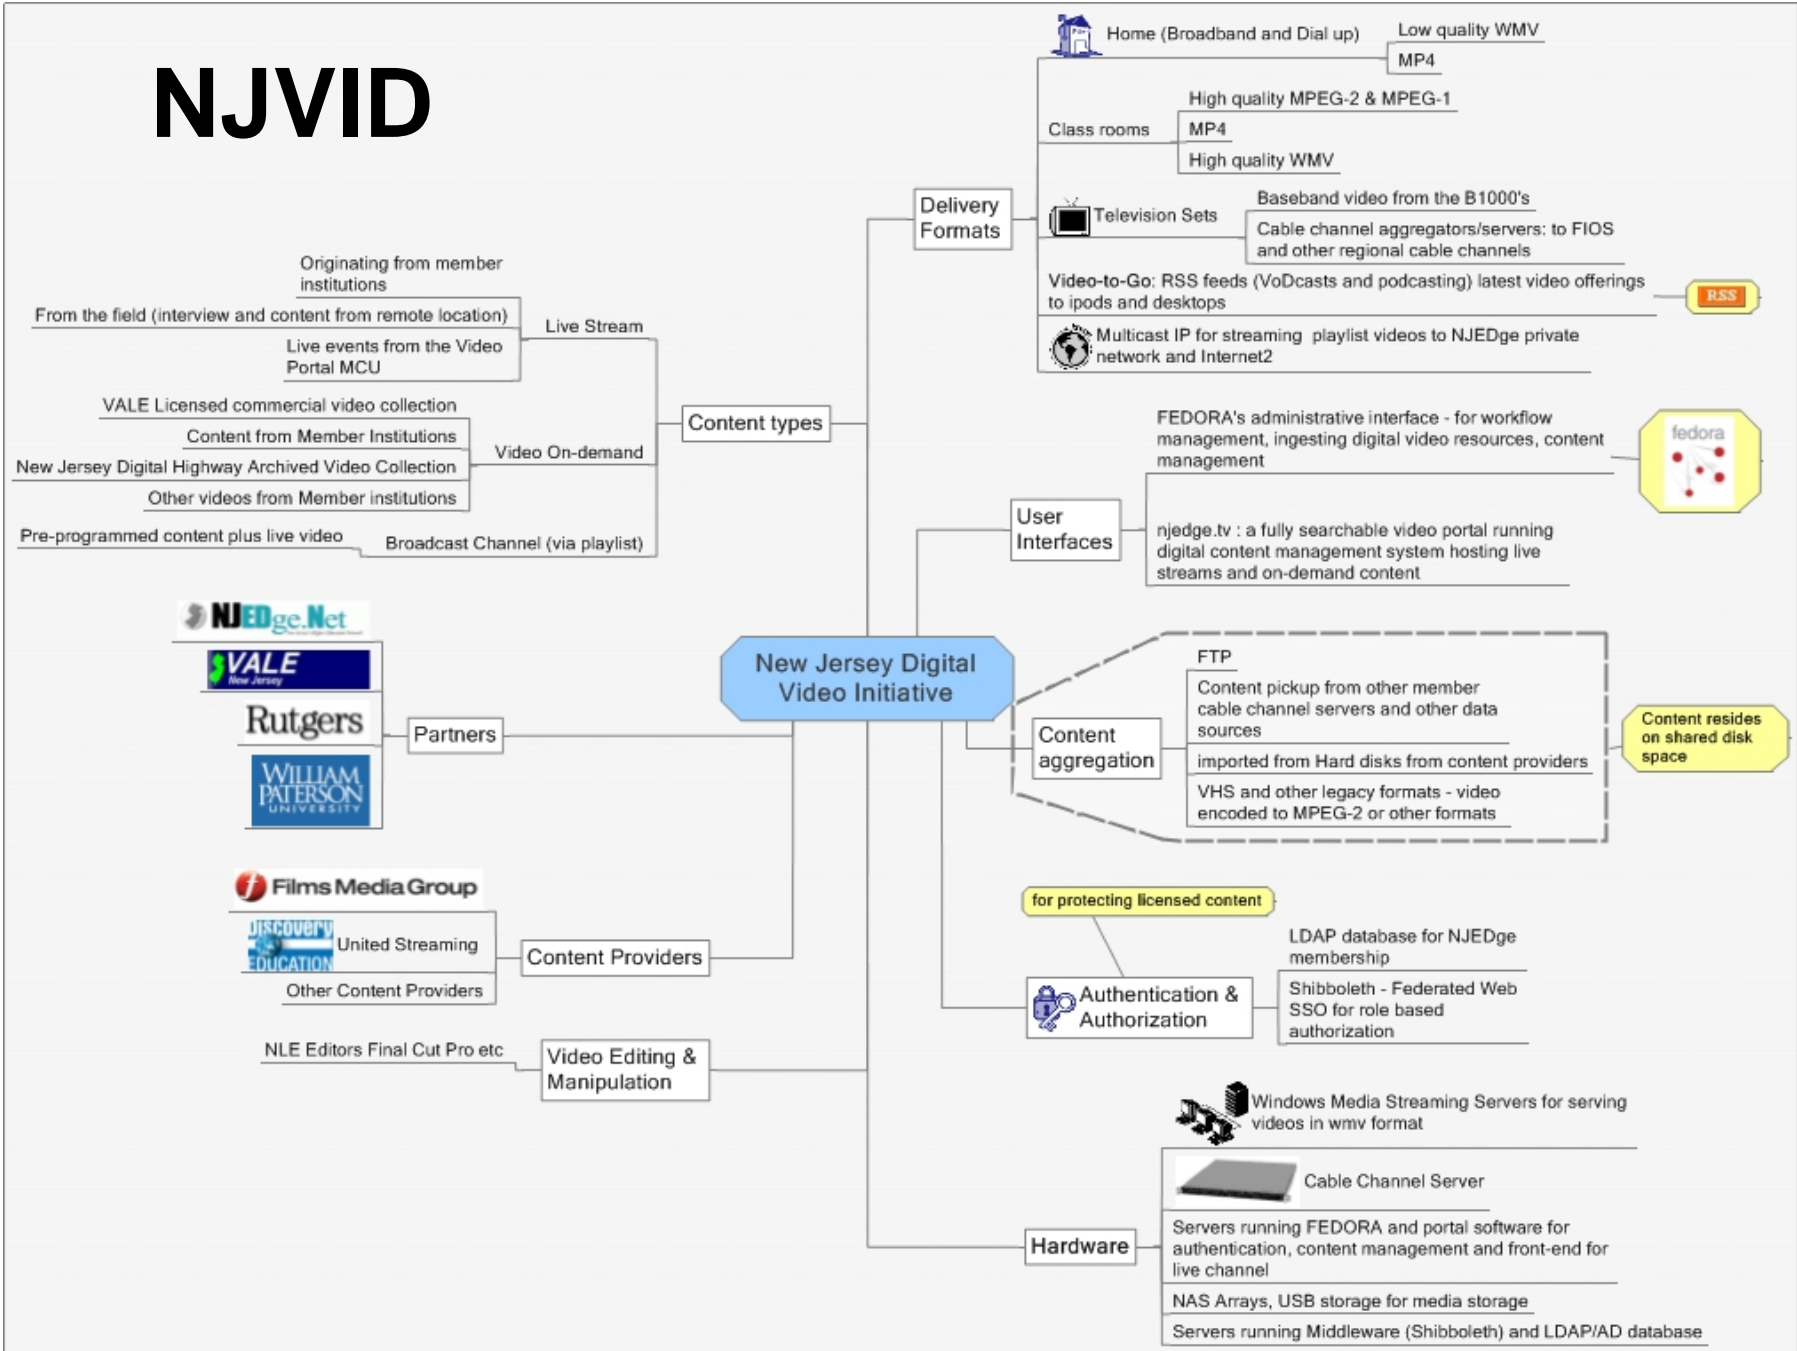 NJVID
Home (Broadband and Dial up)
Low quality WMV
MP4
Class rooms
High quality MPEG-2 & MPEG-1
MP4
High quality WMV
Delivery
Formats
Television Sets
Baseband video from the B1000's
Cable channel aggregators/servers: to FIOS
and other regional cable channels
Video-to-Go: RSS feeds (VoDcasts and podcasting) latest video offerings
to ipods and desktops
RSS
Multicast IP for streaming playlist videos to NJEDge private
network and Internet2
Originating from member
institutions
From the field (interview and content from remote location)
Live events from the Video
Portal MCU
Live Stream
VALE Licensed commercial video collection
Content from Member Institutions
New Jersey Digital Highway Archived Video Collection
Other videos from Member institutions
Video On-demand
Pre-programmed content plus live video
Broadcast Channel (via playlist)
Content types
User
Interfaces
FEDORA's administrative interface - for workflow
management, ingesting digital video resources, content
management
fedora
njedge.tv : a fully searchable video portal running
digital content management system hosting live
streams and on-demand content
New Jersey Digital
Video Initiative
NJEDge.Net
VALE
New Jersey
Rutgers
WILLIAM
PATERSON
UNIVERSITY
Partners
Content
aggregation
FTP
Content pickup from other member
cable channel servers and other data
sources
imported from Hard disks from content providers
VHS and other legacy formats - video
encoded to MPEG-2 or other formats
Content resides
on shared disk
space
Films Media Group
DISCOVERY
EDUCATION
United Streaming
Other Content Providers
Content Providers
for protecting licensed content
Authentication &
Authorization
LDAP database for NJEDge
membership
Shibboleth - Federated Web
SSO for role based
authorization
NLE Editors Final Cut Pro etc
Video Editing &
Manipulation
Hardware
Windows Media Streaming Servers for serving
videos in wmv format
Cable Channel Server
Servers running FEDORA and portal software for
authentication, content management and front-end for
live channel
NAS Arrays, USB storage for media storage
Servers running Middleware (Shibboleth) and LDAP/AD database